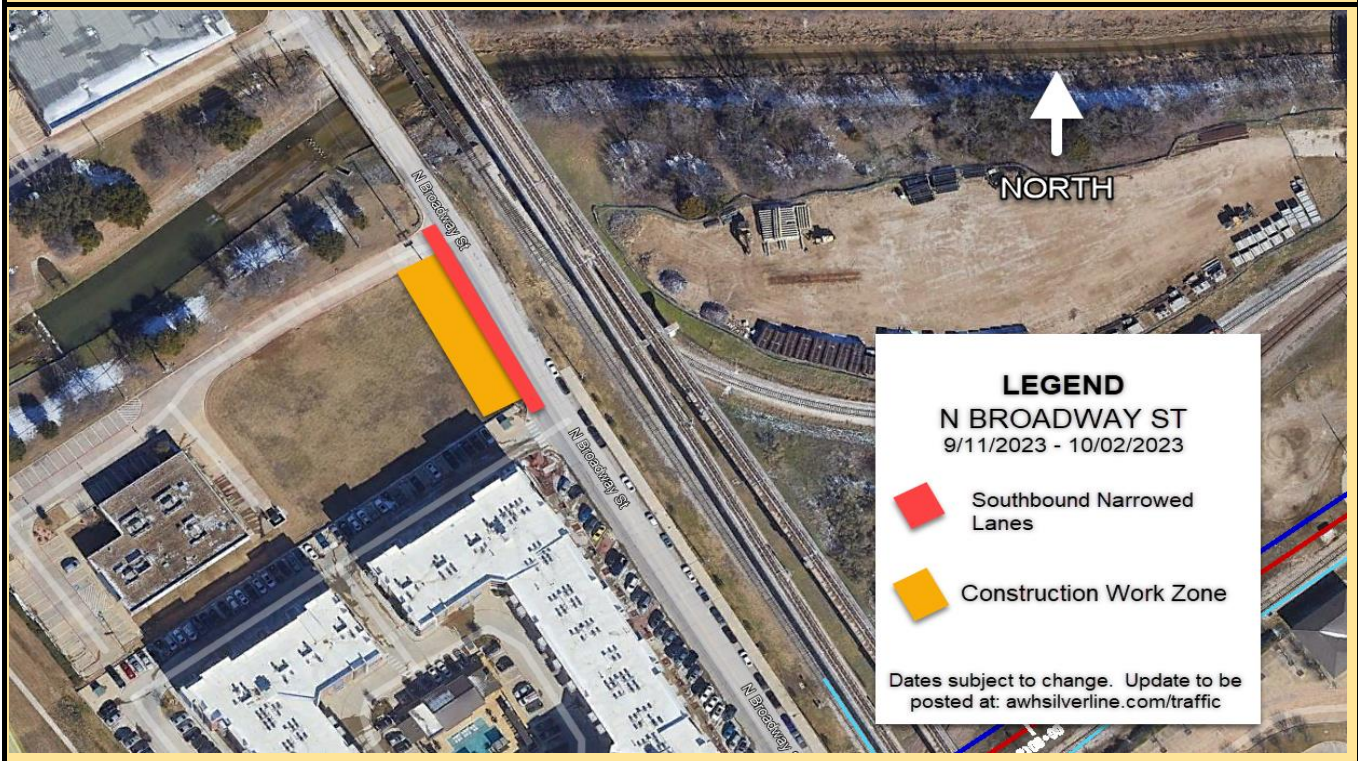 N Broadway St
NORTH
N Broadway St
N Broadway S
LEGEND
N BROADWAY ST
9/11/2023 - 10/02/2023
Southbound Narrowed
Lanes
Construction Work Zone
Dates subject to change. Update to be
posted at: awhsilverline.com/traffic